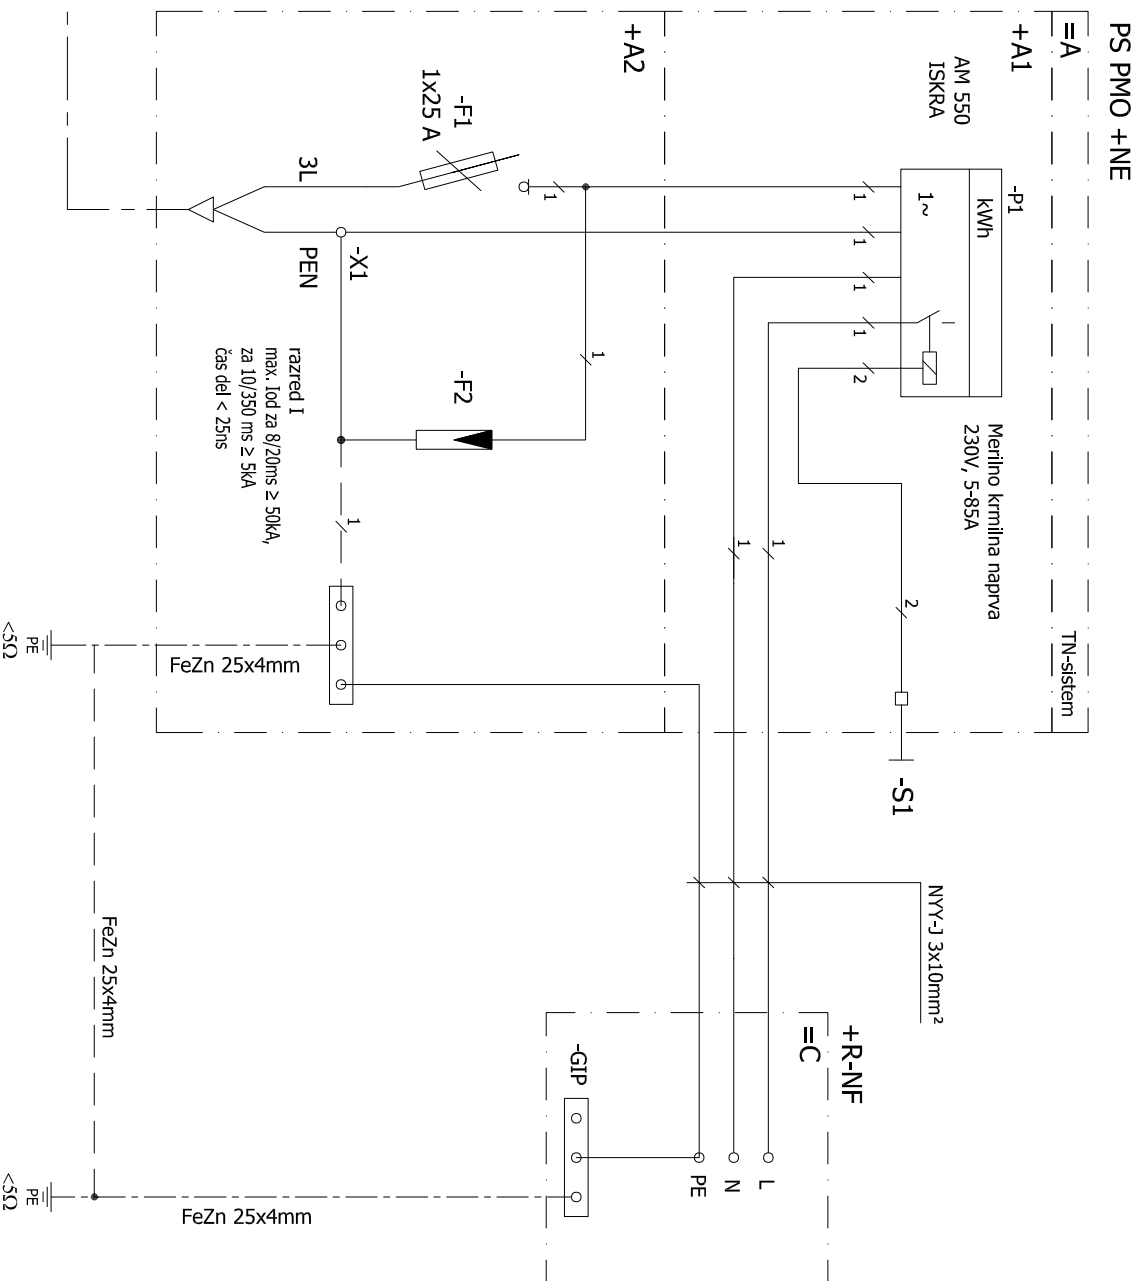 PS PMO +NE
=A
TN-sistem
+A1
AM 550
ISKRA
-P1
kWh
1~
Merilno krmilna naprva
230V, 5-85A
1
1
1
1
2
2
-S1
1
1
NYY-J 3x10mm²
+A2
-F1
1x25 A
1
1
3L
PEN
-X1
-F2
razred I
max. Iod za 8/20ms ≥ 50kA,
za 10/350 ms ≥ 5kA
čas del < 25ns
1
FeZn 25x4mm
PE
<5Ω
FeZn 25x4mm
+R-NF
=C
-GIP
L
N
PE
FeZn 25x4mm
PE
<5Ω